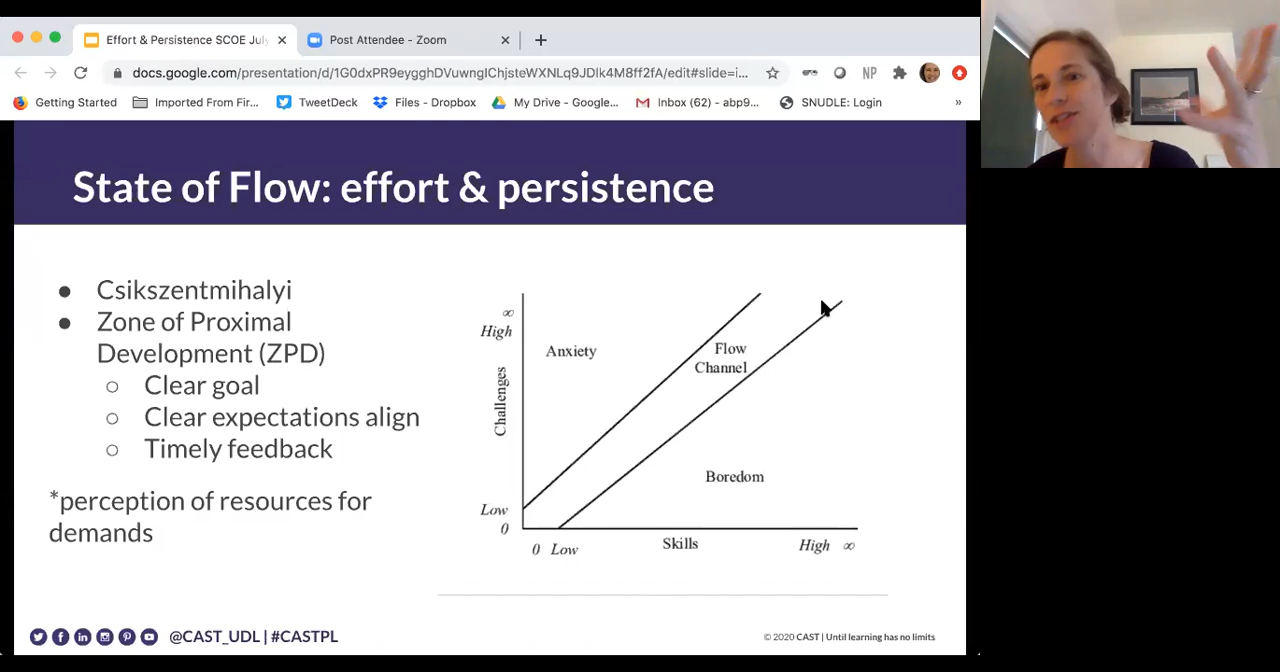 Effort & Persistence SCOE July
Post Attendee - Zoom
docs.google.com/presentation/d/1G0dxPR9eygghDVuwngIChjsteWXNLq9JDlk4M8ff2fA/edit#slide=i...
NP
Getting Started
Imported From Fir...
TweetDeck
Files - Dropbox
My Drive - Google...
Inbox (62) - abp9...
SNUDLE: Login
»
State of Flow: effort & persistence
● Csikszentmihalyi
● Zone of Proximal
Development (ZPD)
○ Clear goal
○ Clear expectations align
○ Timely feedback
*perception of resources for
demands
∞
High
Challenges
Low
0
Anxiety
Flow
Channel
Boredom
0 Low
Skills
High ∞
@CAST_UDL | #CASTPL
© 2020 CAST | Until learning has no limits